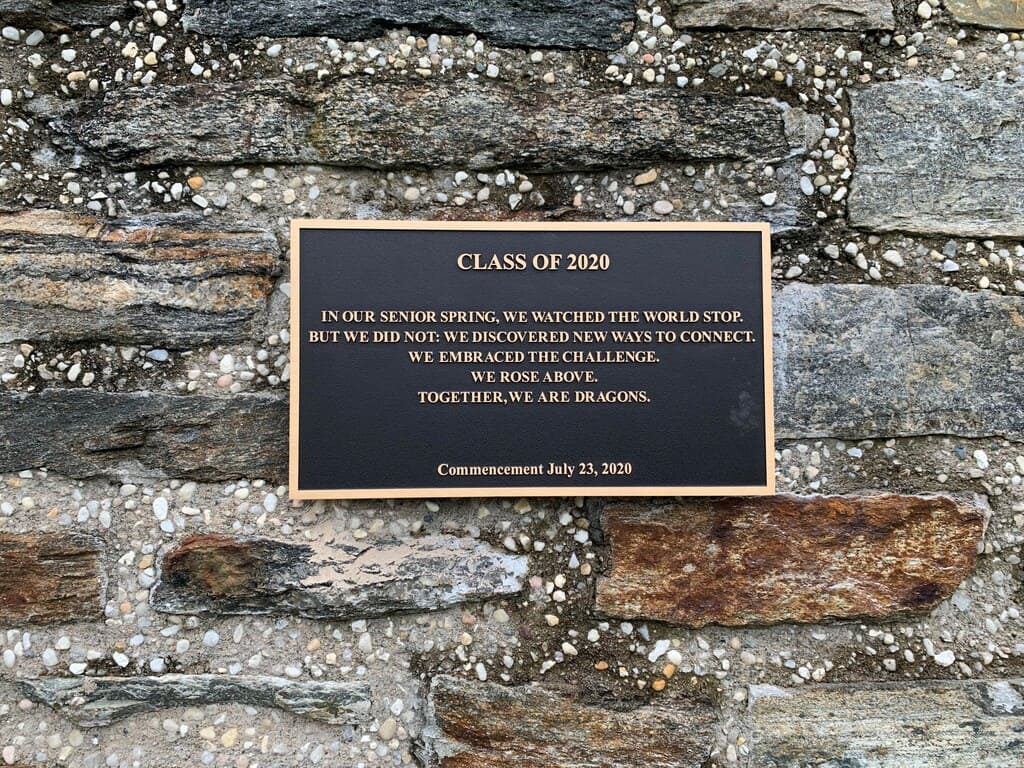 CLASS OF 2020
IN OUR SENIOR SPRING, WE WATCHED THE WORLD STOP.
BUT WE DID NOT: WE DISCOVERED NEW WAYS TO CONNECT.
WE EMBRACED THE CHALLENGE.
WE ROSE ABOVE.
TOGETHER, WE ARE DRAGONS.
Commencement July 23, 2020